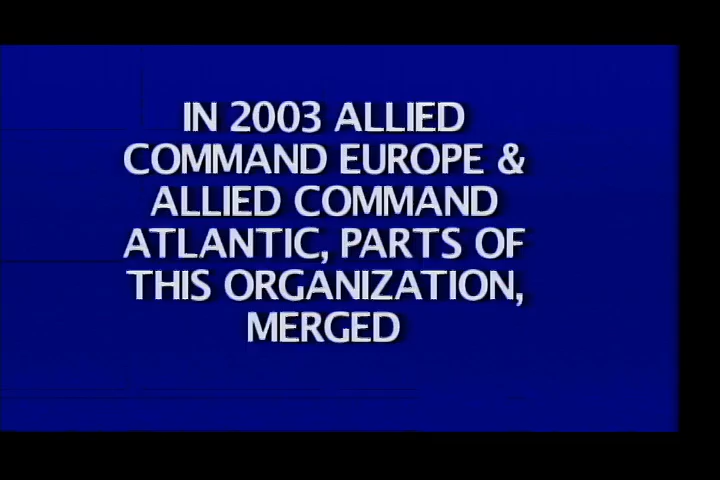 IN 2003 ALLIED
COMMAND EUROPE &
ALLIED COMMAND
ATLANTIC, PARTS OF
THIS ORGANIZATION,
MERGED